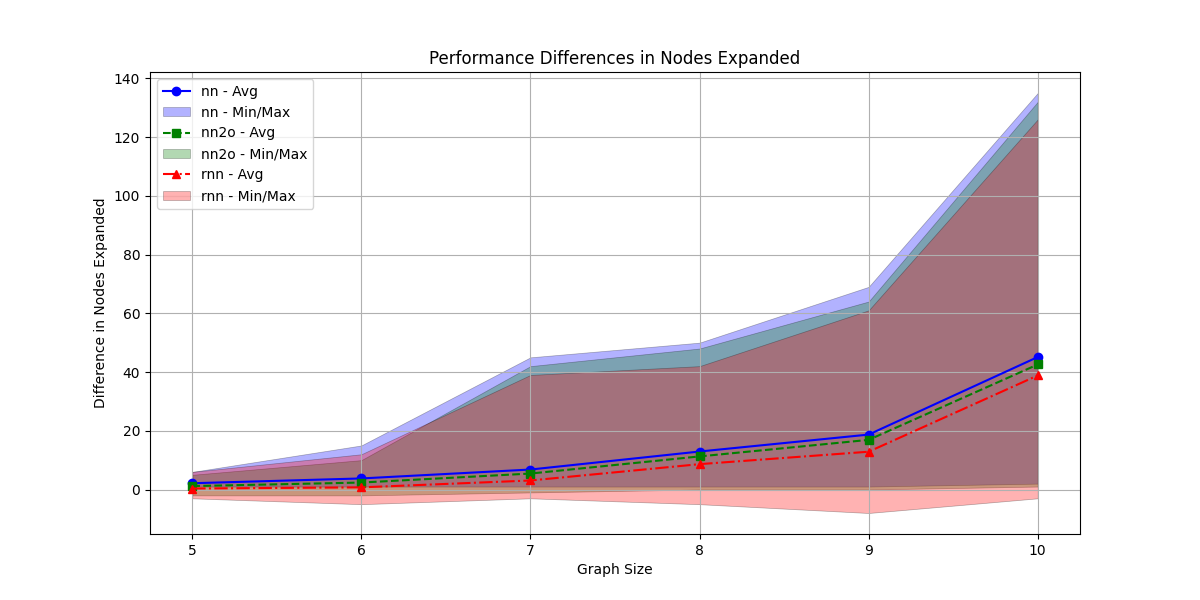 Performance Differences in Nodes Expanded
140
120
100
80
60
40
20
0
Difference in Nodes Expanded
nn - Avg
nn - Min/Max
nn2o - Avg
nn2o - Min/Max
rnn - Avg
rnn - Min/Max
5 6 7 8 9 10
Graph Size